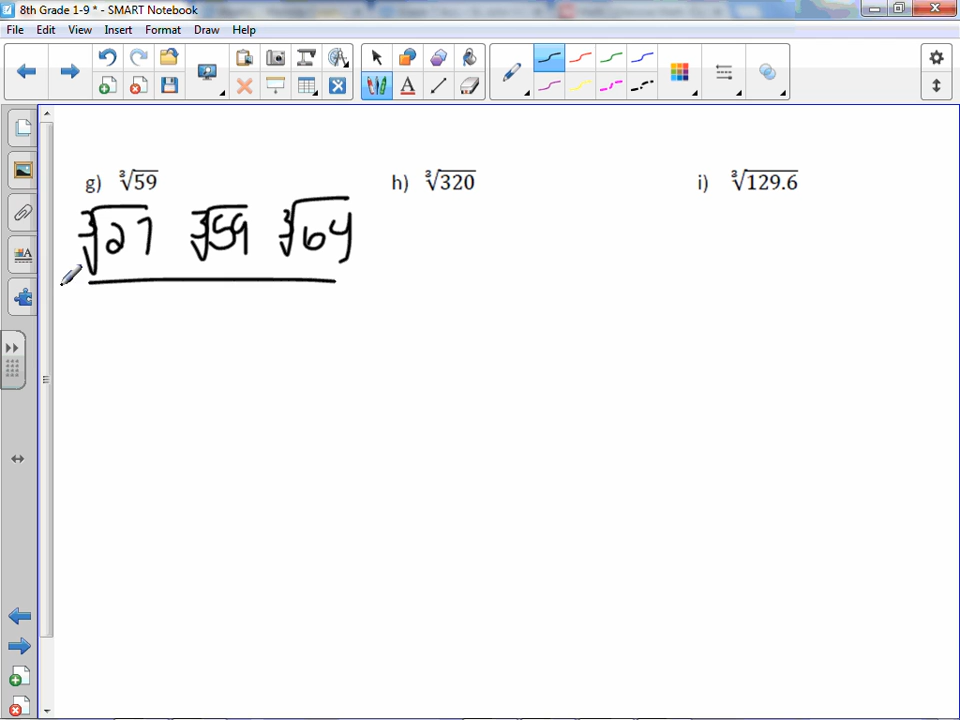 8th Grade 1-9 * - SMART Notebook
File Edit View Insert Format Draw Help
g) ∛59 h) ∛320 i) ∛129.6
∛27 ∛59 ∛64